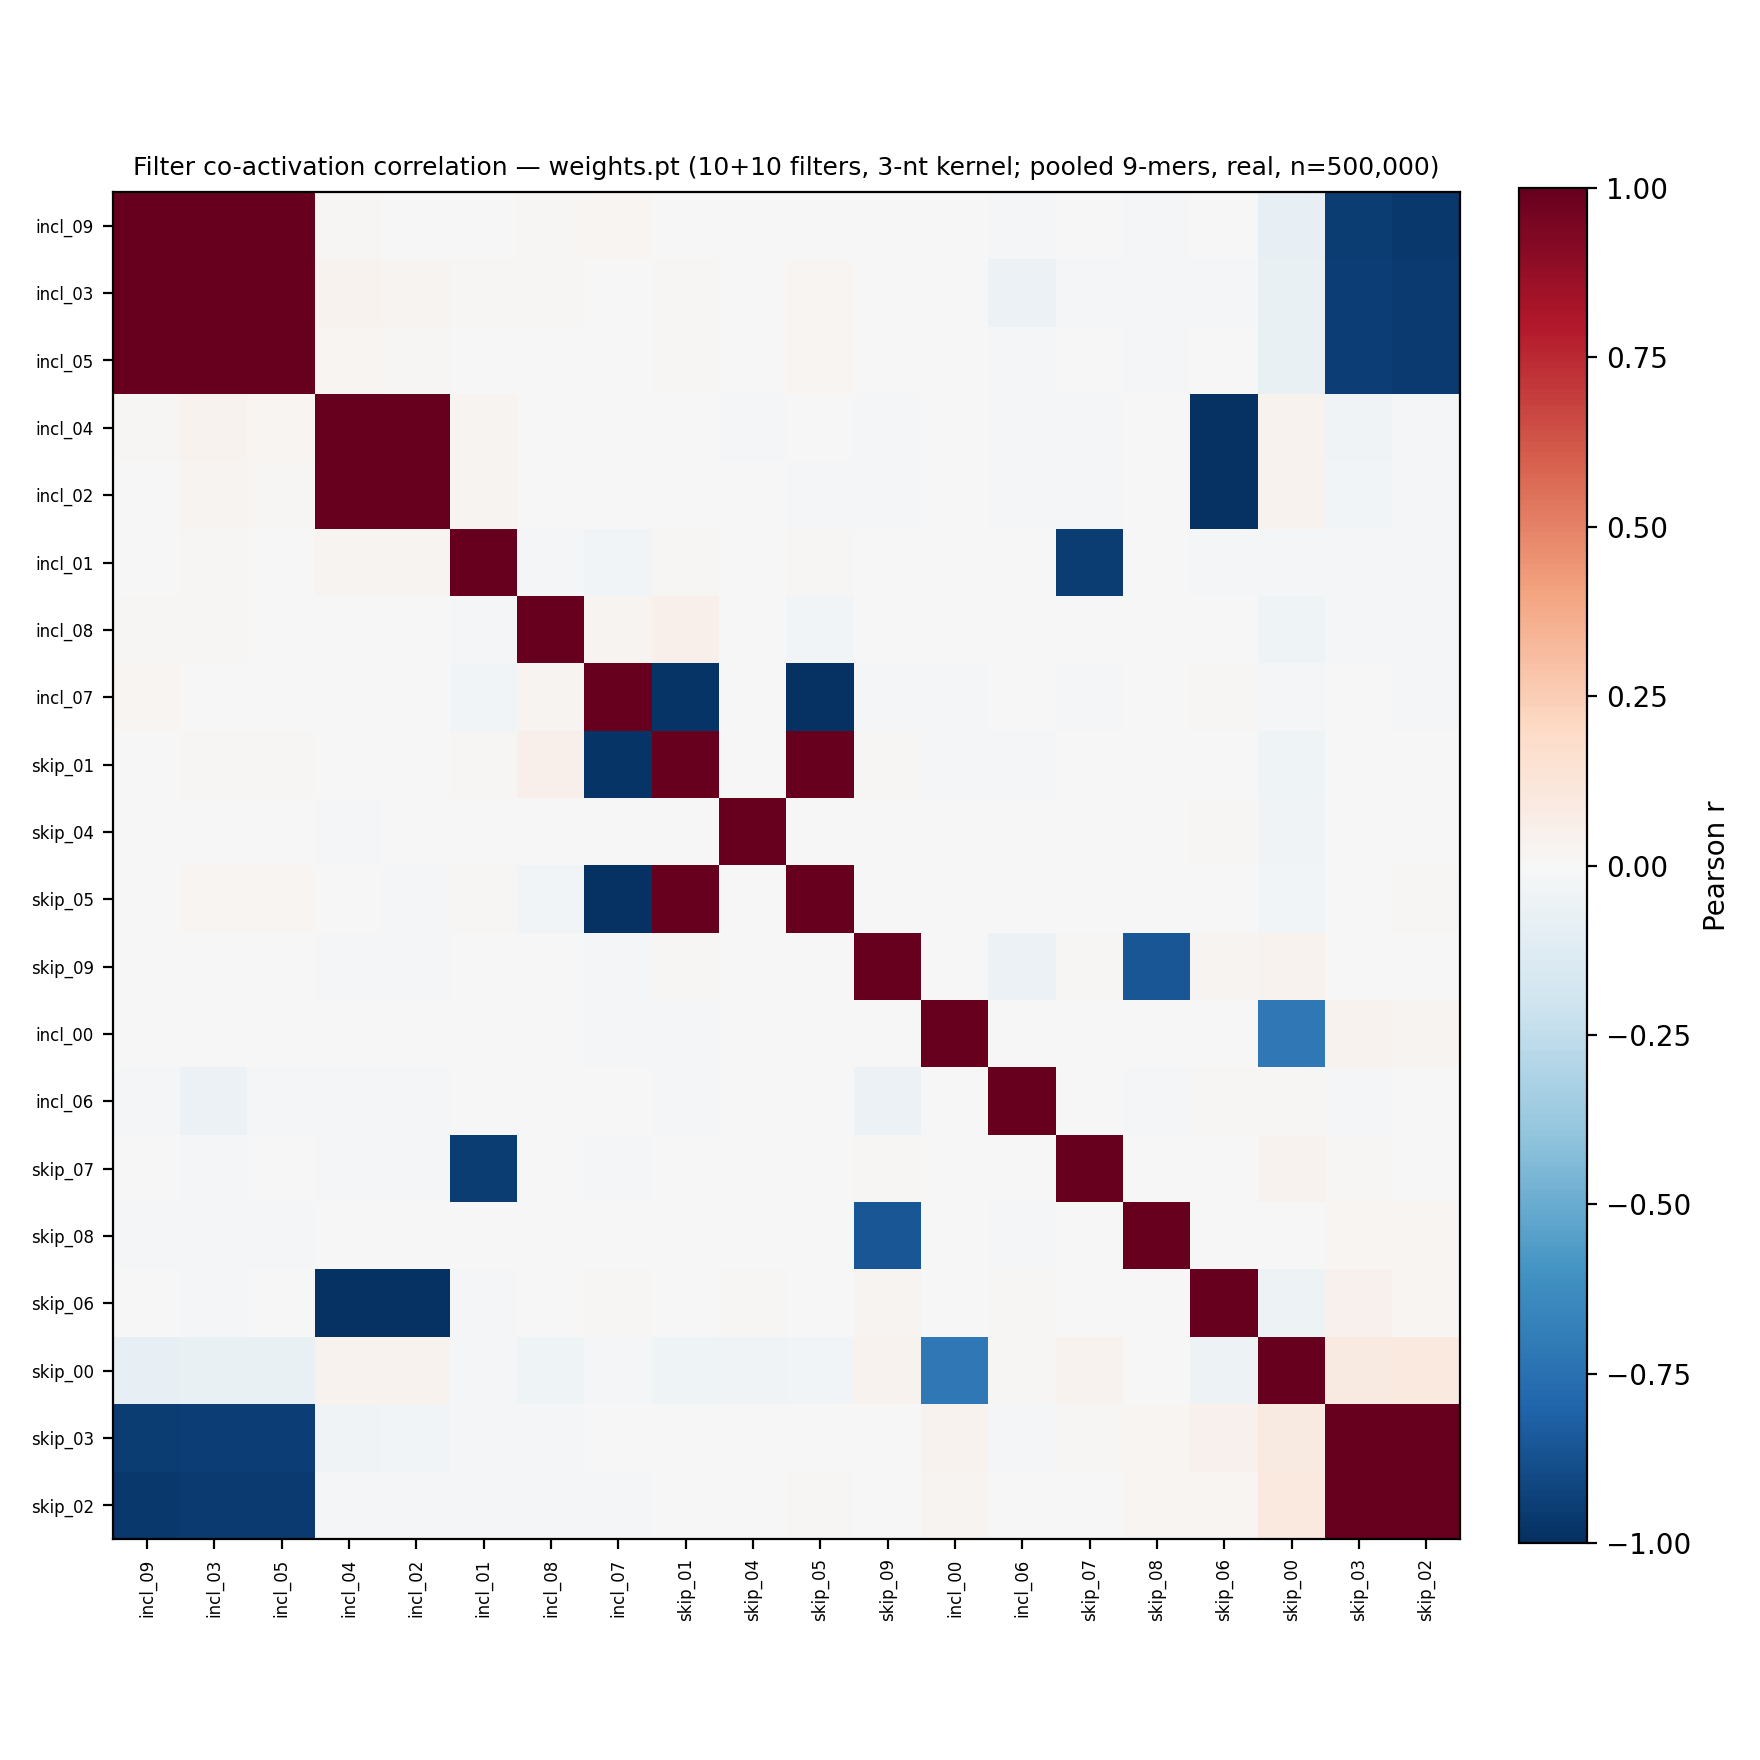 Filter co-activation correlation — weights.pt (10+10 filters, 3-nt kernel; pooled 9-mers, real, n=500,000)
incl_09
incl_03
incl_05
incl_04
incl_02
incl_01
incl_08
incl_07
skip_01
skip_04
skip_05
skip_09
incl_00
incl_06
skip_07
skip_08
skip_06
skip_00
skip_03
skip_02
incl_09
incl_03
incl_05
incl_04
incl_02
incl_01
incl_08
incl_07
skip_01
skip_04
skip_05
skip_09
incl_00
incl_06
skip_07
skip_08
skip_06
skip_00
skip_03
skip_02
1.00
0.75
0.50
0.25
0.00
−0.25
−0.50
−0.75
−1.00
Pearson r